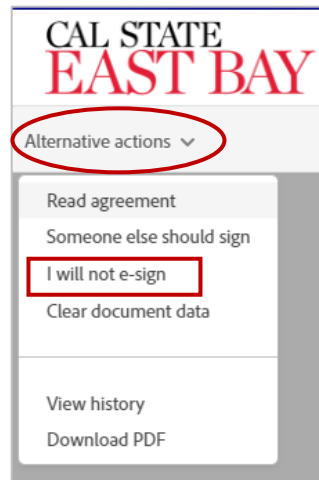 CAL STATE
EAST BAY
Alternative actions
Read agreement
Someone else should sign
I will not e-sign
Clear document data
View history
Download PDF